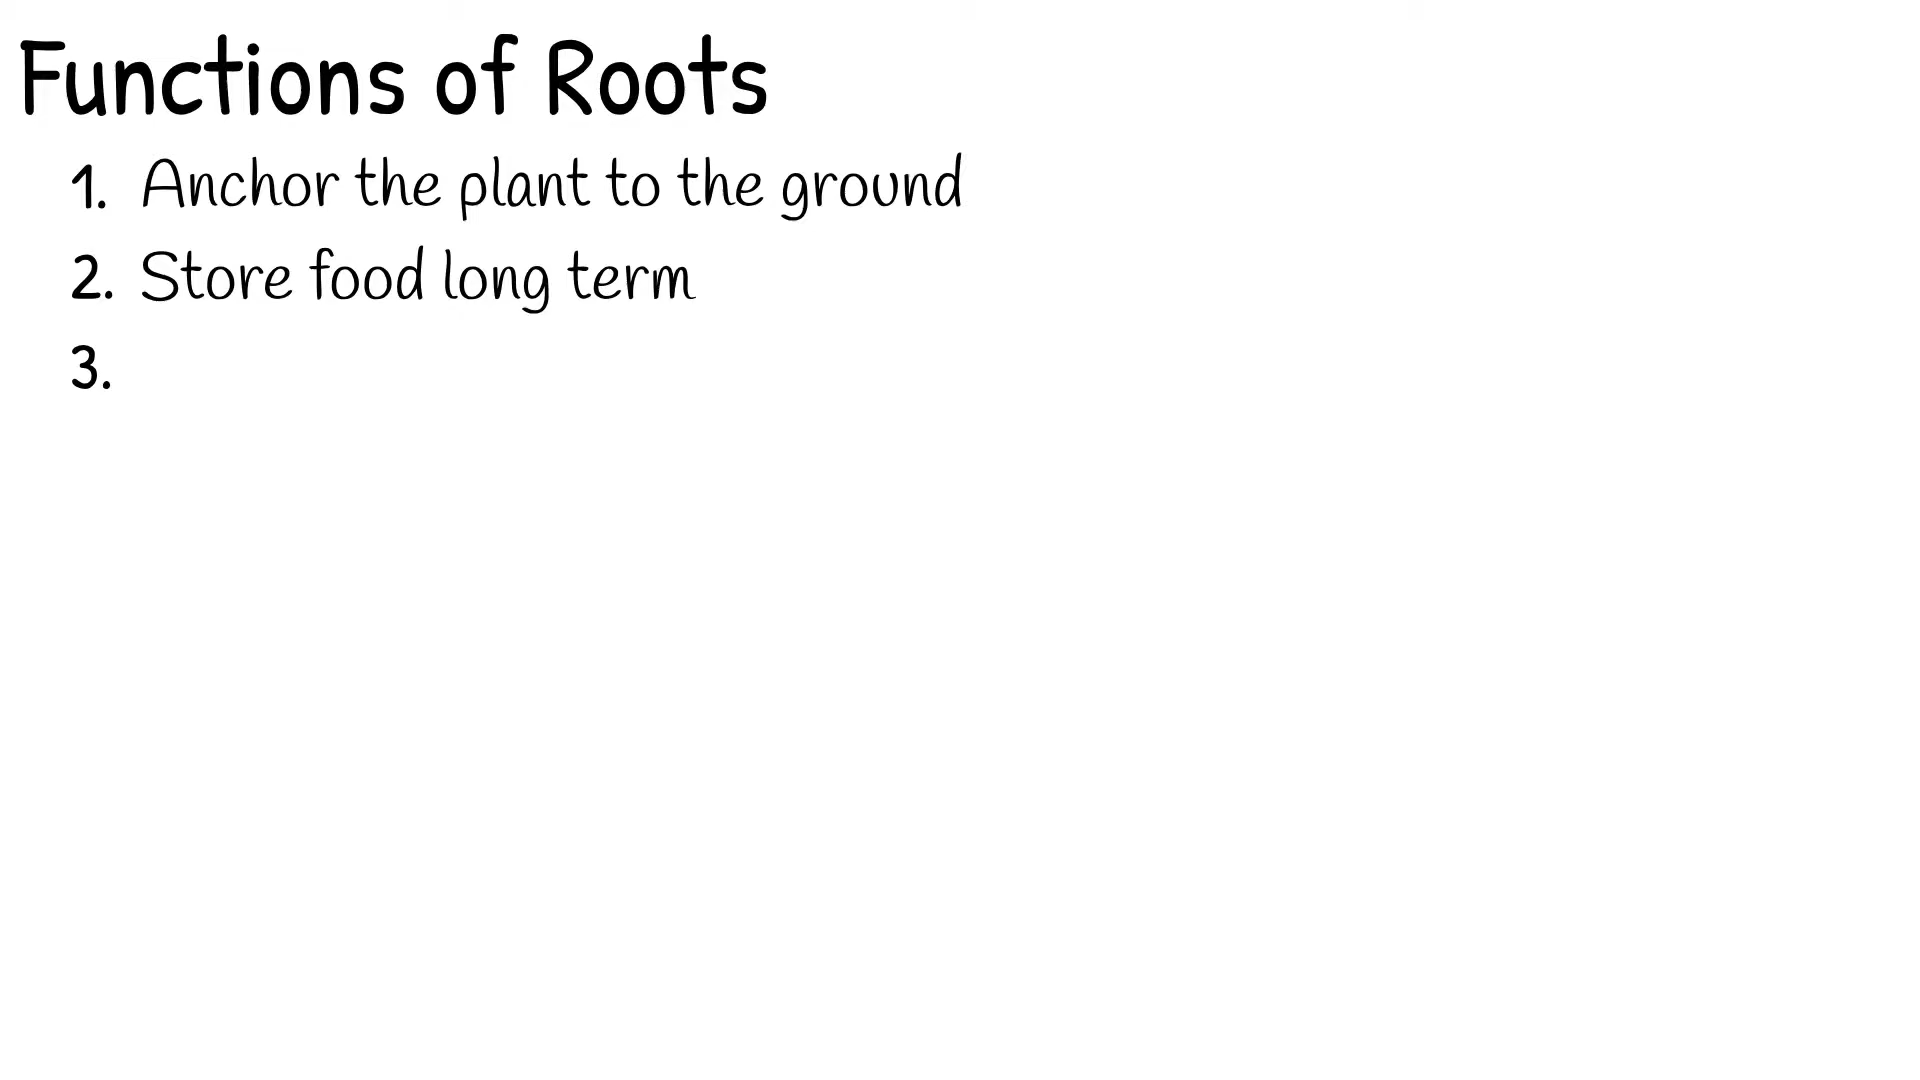 Functions of Roots
1. Anchor the plant to the ground
2. Store food long term
3.